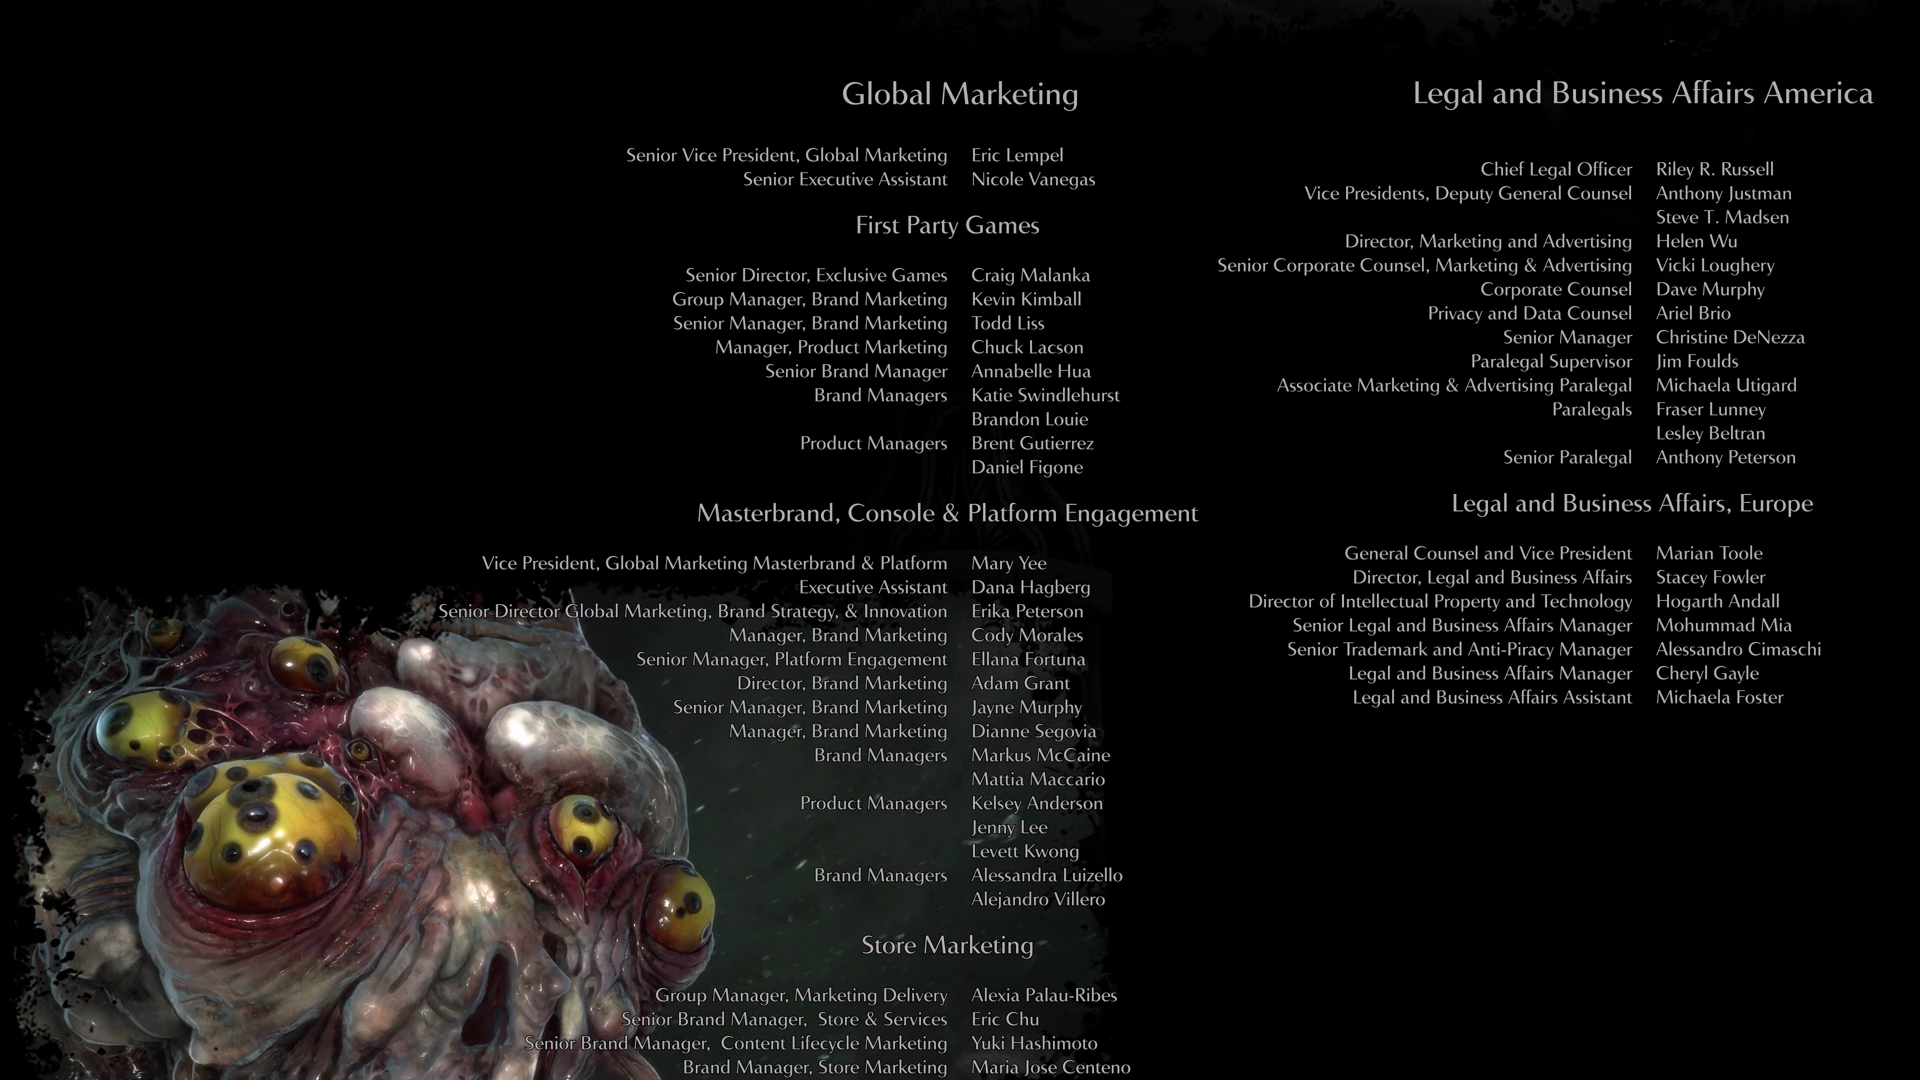 Global Marketing
Senior Vice President, Global Marketing Eric Lempel
Senior Executive Assistant Nicole Vanegas
First Party Games
Senior Director, Exclusive Games Craig Malanka
Group Manager, Brand Marketing Kevin Kimball
Senior Manager, Brand Marketing Todd Liss
Manager, Product Marketing Chuck Lacson
Senior Brand Manager Annabelle Hua
Brand Managers Katie Swindlehurst
Brandon Louie
Product Managers Brent Gutierrez
Daniel Figone
Masterbrand, Console & Platform Engagement
Vice President, Global Marketing Masterbrand & Platform Mary Yee
Executive Assistant Dana Hagberg
Senior Director Global Marketing, Brand Strategy, & Innovation Erika Peterson
Manager, Brand Marketing Cody Morales
Senior Manager, Platform Engagement Ellana Fortuna
Director, Brand Marketing Adam Grant
Senior Manager, Brand Marketing Jayne Murphy
Manager, Brand Marketing Dianne Segovia
Brand Managers Markus McCaine
Mattia Maccario
Product Managers Kelsey Anderson
Jenny Lee
Levett Kwong
Brand Managers Alessandra Luizello
Alejandro Villero
Store Marketing
Group Manager, Marketing Delivery Alexia Palau-Ribes
Senior Brand Manager, Store & Services Eric Chu
Senior Brand Manager, Content Lifecycle Marketing Yuki Hashimoto
Brand Manager, Store Marketing Maria Jose Centeno
Legal and Business Affairs America
Chief Legal Officer Riley R. Russell
Vice Presidents, Deputy General Counsel Anthony Justman
Steve T. Madsen
Director, Marketing and Advertising Helen Wu
Senior Corporate Counsel, Marketing & Advertising Vicki Loughery
Corporate Counsel Dave Murphy
Privacy and Data Counsel Ariel Brio
Senior Manager Christine DeNezza
Paralegal Supervisor Jim Foulds
Associate Marketing & Advertising Paralegal Michaela Utigard
Paralegals Fraser Lunney
Lesley Beltran
Senior Paralegal Anthony Peterson
Legal and Business Affairs, Europe
General Counsel and Vice President Marian Toole
Director, Legal and Business Affairs Stacey Fowler
Director of Intellectual Property and Technology Hogarth Andall
Senior Legal and Business Affairs Manager Mohummad Mia
Senior Trademark and Anti-Piracy Manager Alessandro Cimaschi
Legal and Business Affairs Manager Cheryl Gayle
Legal and Business Affairs Assistant Michaela Foster